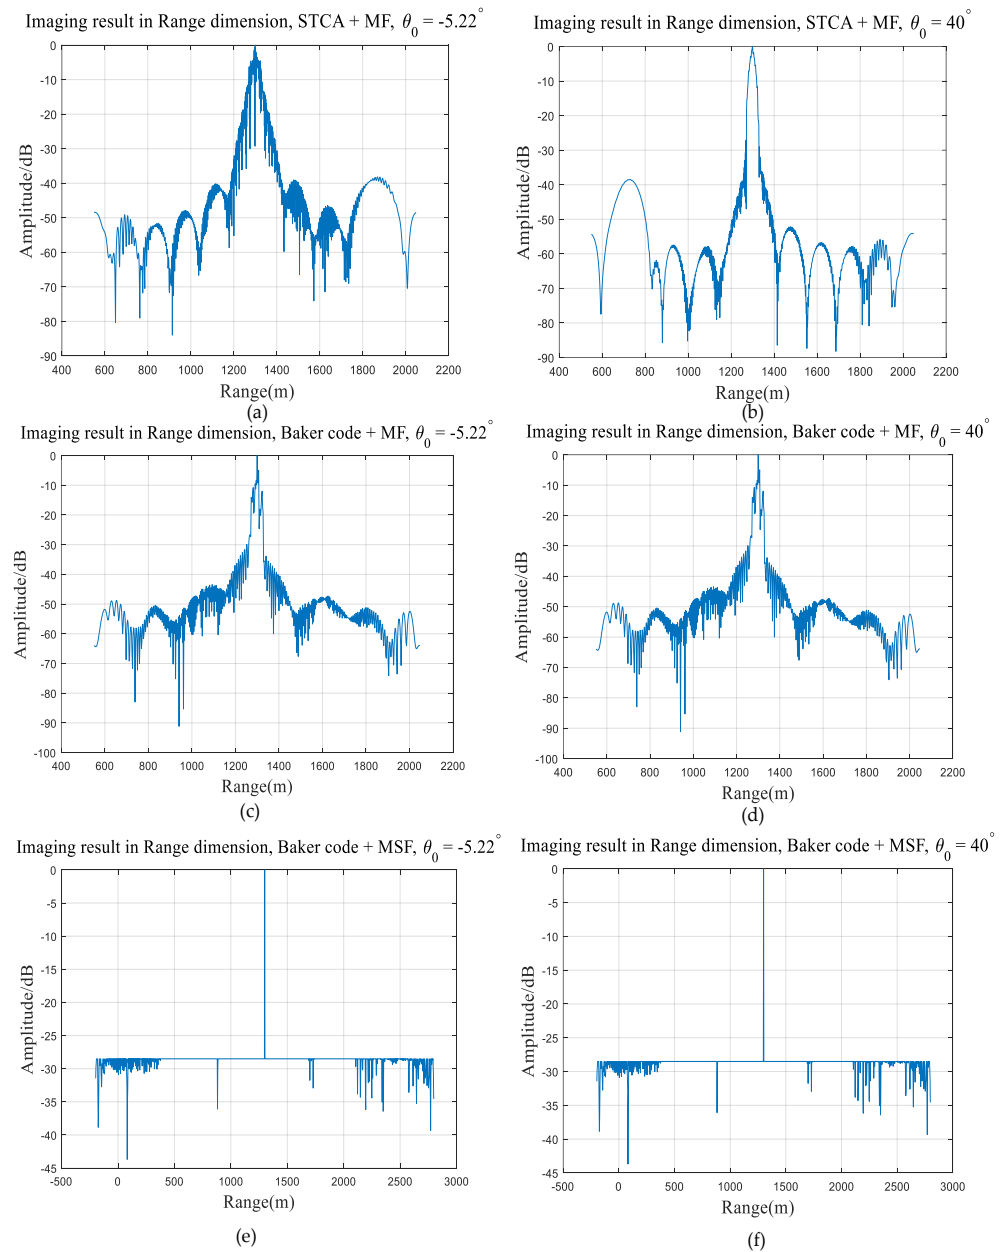 Imaging result in Range dimension, STCA + MF, θ0 = -5.22°
0
-10
-20
-30
-40
-50
-60
-70
-80
-90
Amplitude/dB
400 600 800 1000 1200 1400 1600 1800 2000 2200
Range(m)
(a)
Imaging result in Range dimension, STCA + MF, θ0 = 40°
0
-10
-20
-30
-40
-50
-60
-70
-80
-90
Amplitude/dB
400 600 800 1000 1200 1400 1600 1800 2000 2200
Range(m)
(b)
Imaging result in Range dimension, Baker code + MF, θ0 = -5.22°
0
-10
-20
-30
-40
-50
-60
-70
-80
-90
-100
Amplitude/dB
400 600 800 1000 1200 1400 1600 1800 2000 2200
Range(m)
(c)
Imaging result in Range dimension, Baker code + MF, θ0 = 40°
0
-10
-20
-30
-40
-50
-60
-70
-80
-90
-100
Amplitude/dB
400 600 800 1000 1200 1400 1600 1800 2000 2200
Range(m)
(d)
Imaging result in Range dimension, Baker code + MSF, θ0 = -5.22°
0
-5
-10
-15
-20
-25
-30
-35
-40
-45
Amplitude/dB
-500 0 500 1000 1500 2000 2500 3000
Range(m)
(e)
Imaging result in Range dimension, Baker code + MSF, θ0 = 40°
0
-5
-10
-15
-20
-25
-30
-35
-40
-45
Amplitude/dB
-500 0 500 1000 1500 2000 2500 3000
Range(m)
(f)